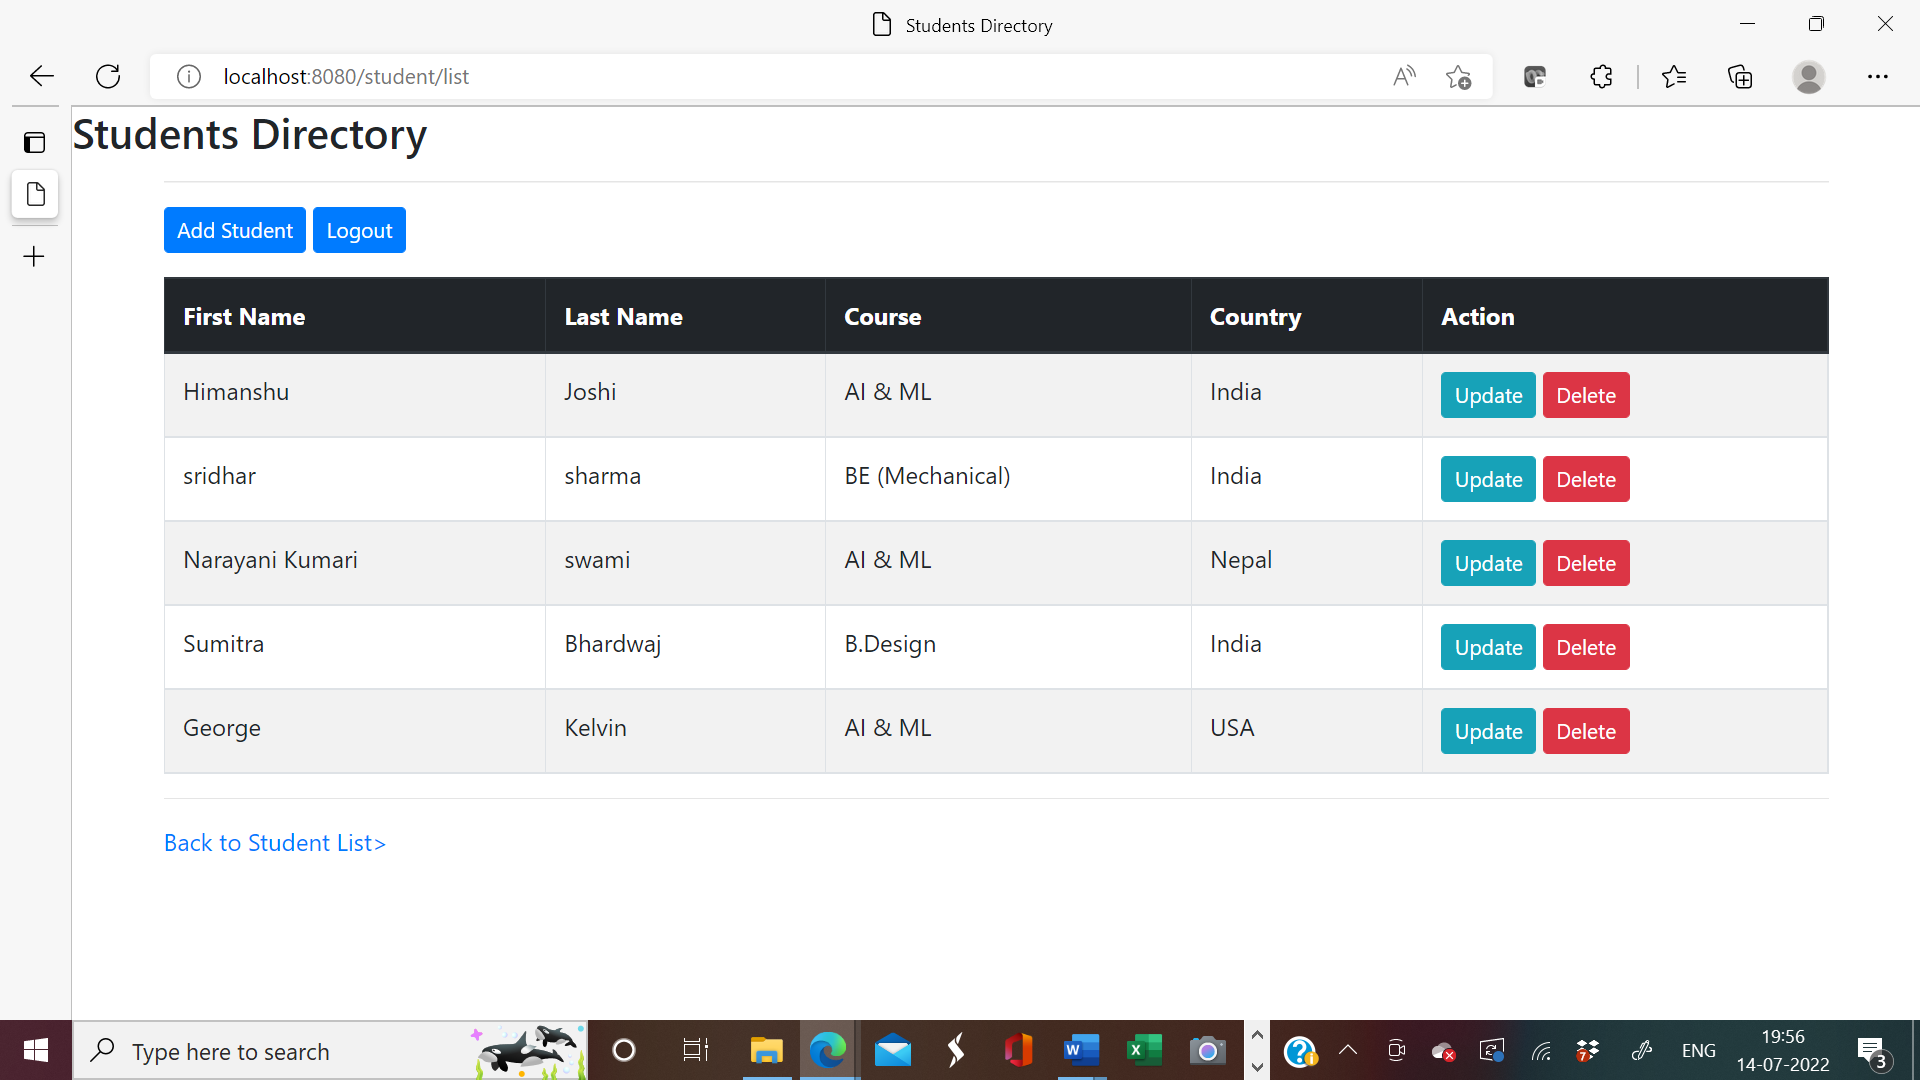 Students Directory
localhost:8080/student/list
Students Directory
Add Student Logout
First Name Last Name Course Country Action
Himanshu Joshi AI & ML India Update Delete
sridhar sharma BE (Mechanical) India Update Delete
Narayani Kumari swami AI & ML Nepal Update Delete
Sumitra Bhardwaj B.Design India Update Delete
George Kelvin AI & ML USA Update Delete
Back to Student List>
Type here to search
ENG
19:56
14-07-2022
3